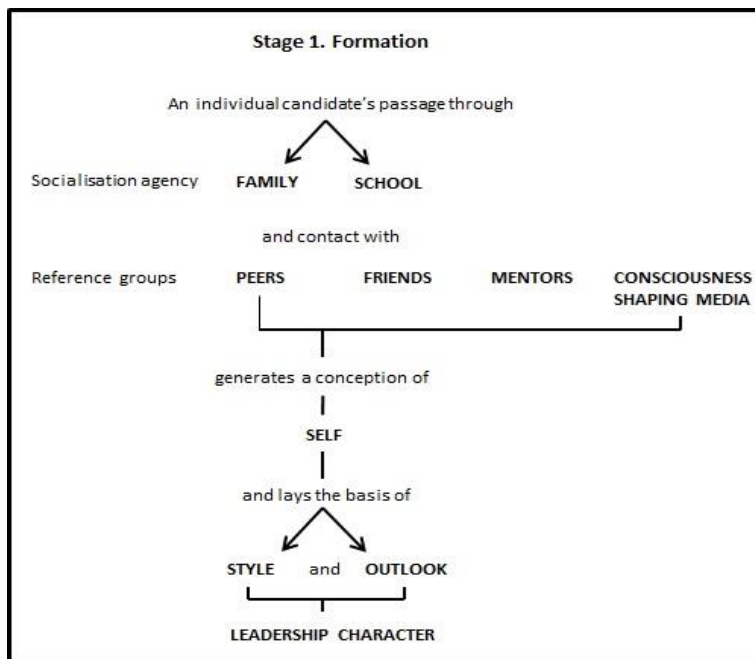 Stage 1. Formation
An individual candidate's passage through
Socialisation agency FAMILY SCHOOL
and contact with
Reference groups PEERS FRIENDS MENTORS CONSCIOUSNESS
SHAPING MEDIA
generates a conception of
SELF
and lays the basis of
STYLE and OUTLOOK
LEADERSHIP CHARACTER